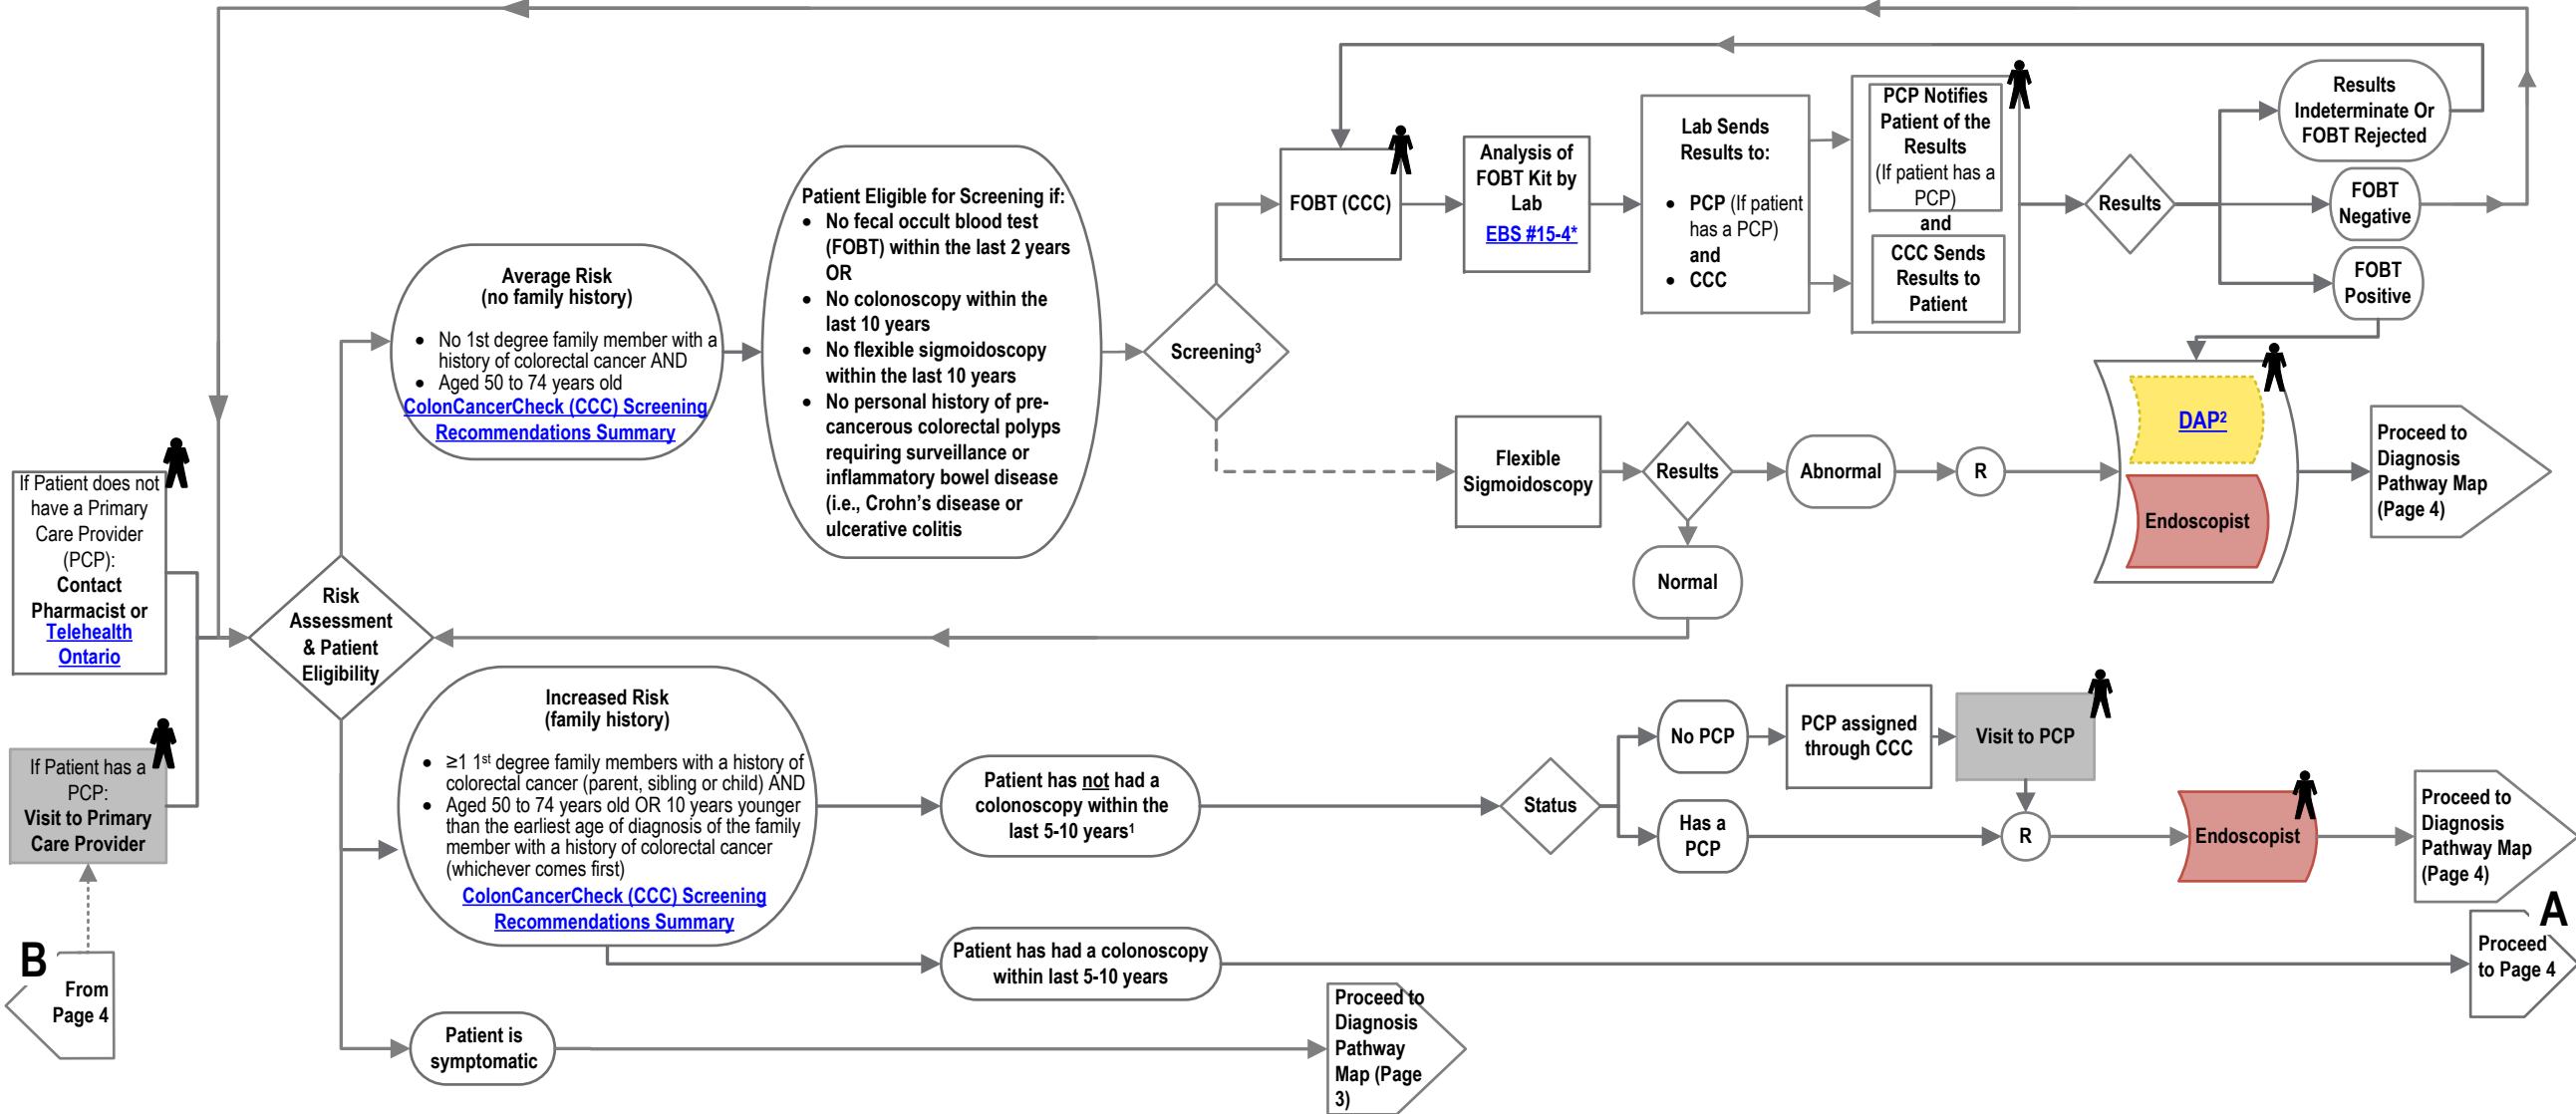 If Patient does not
have a Primary
Care Provider
(PCP):
Contact
Pharmacist or
Telehealth
Ontario
If Patient has a
PCP:
Visit to Primary
Care Provider
B
From
Page 4
Risk
Assessment
& Patient
Eligibility
Average Risk
(no family history)
• No 1st degree family member with a
history of colorectal cancer AND
• Aged 50 to 74 years old
ColonCancerCheck (CCC) Screening
Recommendations Summary
Patient Eligible for Screening if:
• No fecal occult blood test
(FOBT) within the last 2 years
OR
• No colonoscopy within the
last 10 years
• No flexible sigmoidoscopy
within the last 10 years
• No personal history of pre-
cancerous colorectal polyps
requiring surveillance or
inflammatory bowel disease
(i.e., Crohn’s disease or
ulcerative colitis
Screening³
FOBT (CCC)
Analysis of
FOBT Kit by
Lab
EBS #15-4*
Lab Sends
Results to:
• PCP (If patient
has a PCP)
and
• CCC
PCP Notifies
Patient of the
Results
(If patient has a
PCP)
and
CCC Sends
Results to
Patient
Results
Results
Indeterminate Or
FOBT Rejected
FOBT
Negative
FOBT
Positive
Flexible
Sigmoidoscopy
Results
Abnormal
R
Normal
DAP²
Endoscopist
Proceed to
Diagnosis
Pathway Map
(Page 4)
Increased Risk
(family history)
• ≥1 1st degree family members with a history of
colorectal cancer (parent, sibling or child) AND
• Aged 50 to 74 years old OR 10 years younger
than the earliest age of diagnosis of the family
member with a history of colorectal cancer
(whichever comes first)
ColonCancerCheck (CCC) Screening
Recommendations Summary
Patient has not had a
colonoscopy within the
last 5-10 years¹
Status
No PCP
PCP assigned
through CCC
Visit to PCP
Has a
PCP
R
Endoscopist
Proceed to
Diagnosis
Pathway Map
(Page 4)
Patient has had a colonoscopy
within last 5-10 years
A
Proceed
to Page 4
Patient is
symptomatic
Proceed to
Diagnosis
Pathway
Map (Page
3)